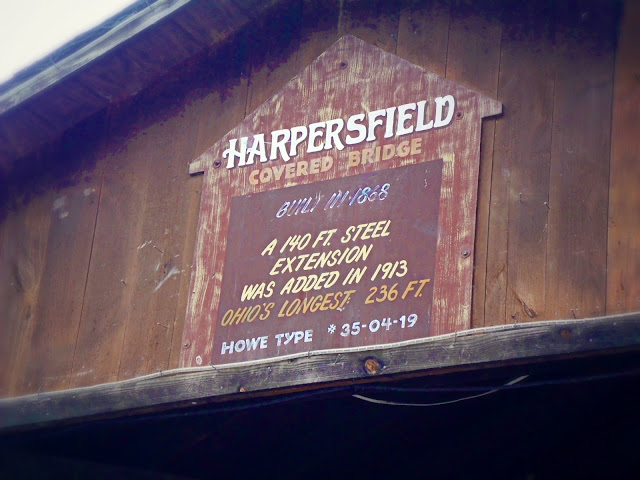 HARPERSFIELD
COVERED BRIDGE
BUILT IN-1868
A 140 FT. STEEL
EXTENSION
WAS ADDED IN 1913
OHIO'S LONGEST 236 FT.
HOWE TYPE *35-04-19